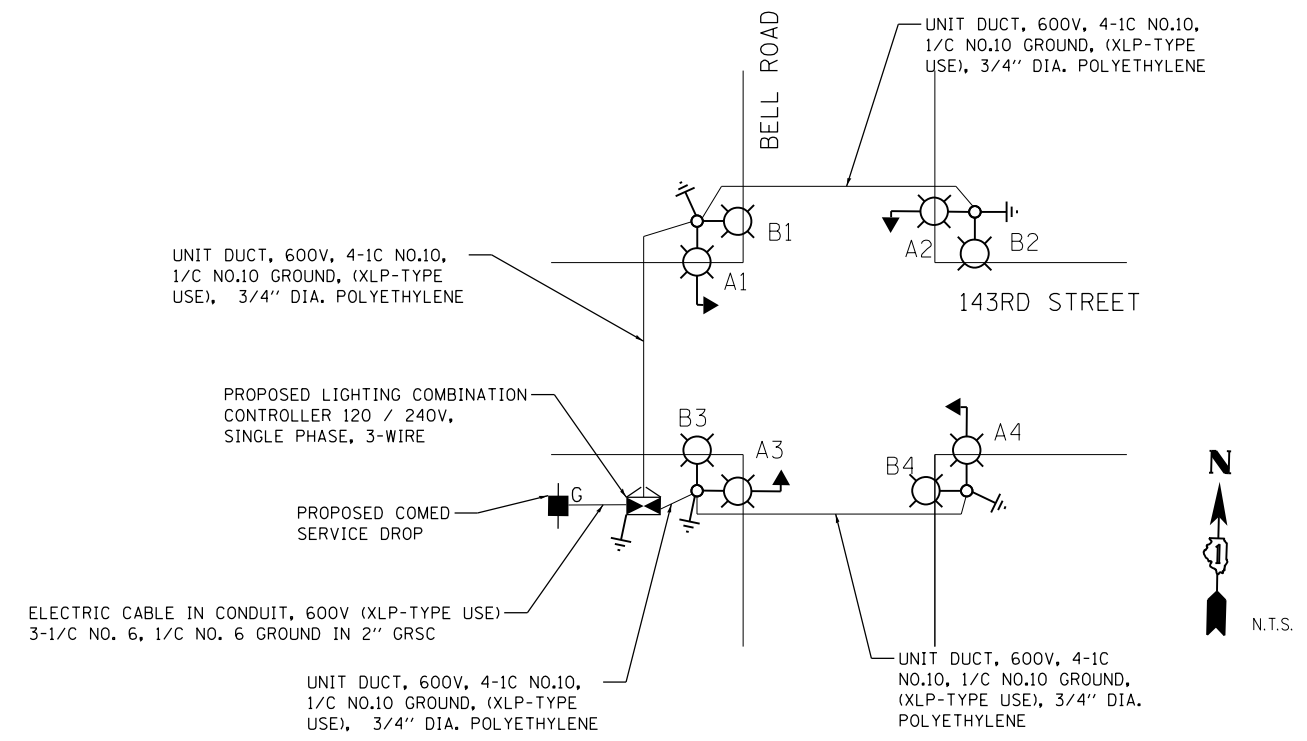 UNIT DUCT, 600V, 4-1C NO.10,
1/C NO.10 GROUND, (XLP-TYPE
USE), 3/4'' DIA. POLYETHYLENE
BELL ROAD
B1
A1
A2
B2
UNIT DUCT, 600V, 4-1C NO.10,
1/C NO.10 GROUND, (XLP-TYPE
USE), 3/4'' DIA. POLYETHYLENE
143RD STREET
PROPOSED LIGHTING COMBINATION
CONTROLLER 120 / 240V,
SINGLE PHASE, 3-WIRE
B3
A3
A4
B4
N
G
PROPOSED COMED
SERVICE DROP
1
ELECTRIC CABLE IN CONDUIT, 600V (XLP-TYPE USE)
3-1/C NO. 6, 1/C NO. 6 GROUND IN 2'' GRSC
N.T.S.
UNIT DUCT, 600V, 4-1C NO.10,
1/C NO.10 GROUND, (XLP-TYPE
USE), 3/4'' DIA. POLYETHYLENE
UNIT DUCT, 600V, 4-1C
NO.10, 1/C NO.10 GROUND,
(XLP-TYPE USE), 3/4'' DIA.
POLYETHYLENE